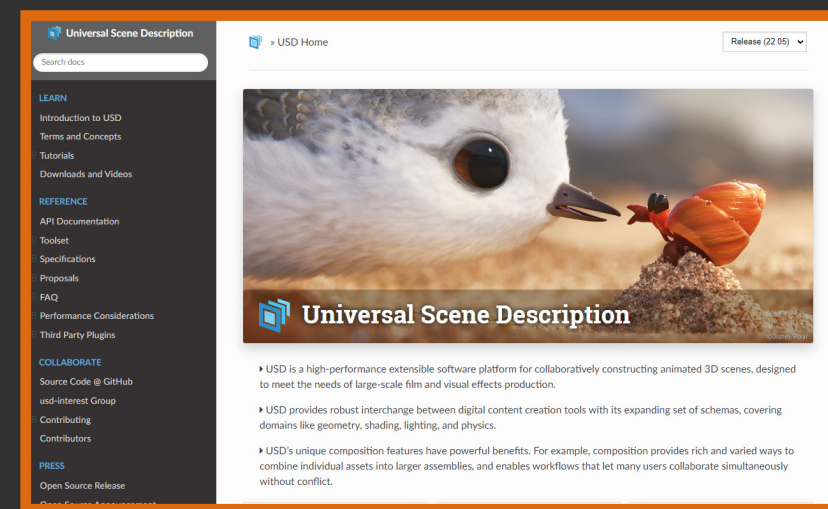 Universal Scene Description
Search docs
LEARN
Introduction to USD
Terms and Concepts
Tutorials
Downloads and Videos
REFERENCE
API Documentation
Toolset
Specifications
Proposals
FAQ
Performance Considerations
Third Party Plugins
COLLABORATE
Source Code @ GitHub
usd-interest Group
Contributing
Contributors
PRESS
Open Source Release
Open Source Announcement
» USD Home
Release (22.05)
Universal Scene Description
©Disney/Pixar
USD is a high-performance extensible software platform for collaboratively constructing animated 3D scenes, designed
to meet the needs of large-scale film and visual effects production.
USD provides robust interchange between digital content creation tools with its expanding set of schemas, covering
domains like geometry, shading, lighting, and physics.
USD's unique composition features have powerful benefits. For example, composition provides rich and varied ways to
combine individual assets into larger assemblies, and enables workflows that let many users collaborate simultaneously
without conflict.